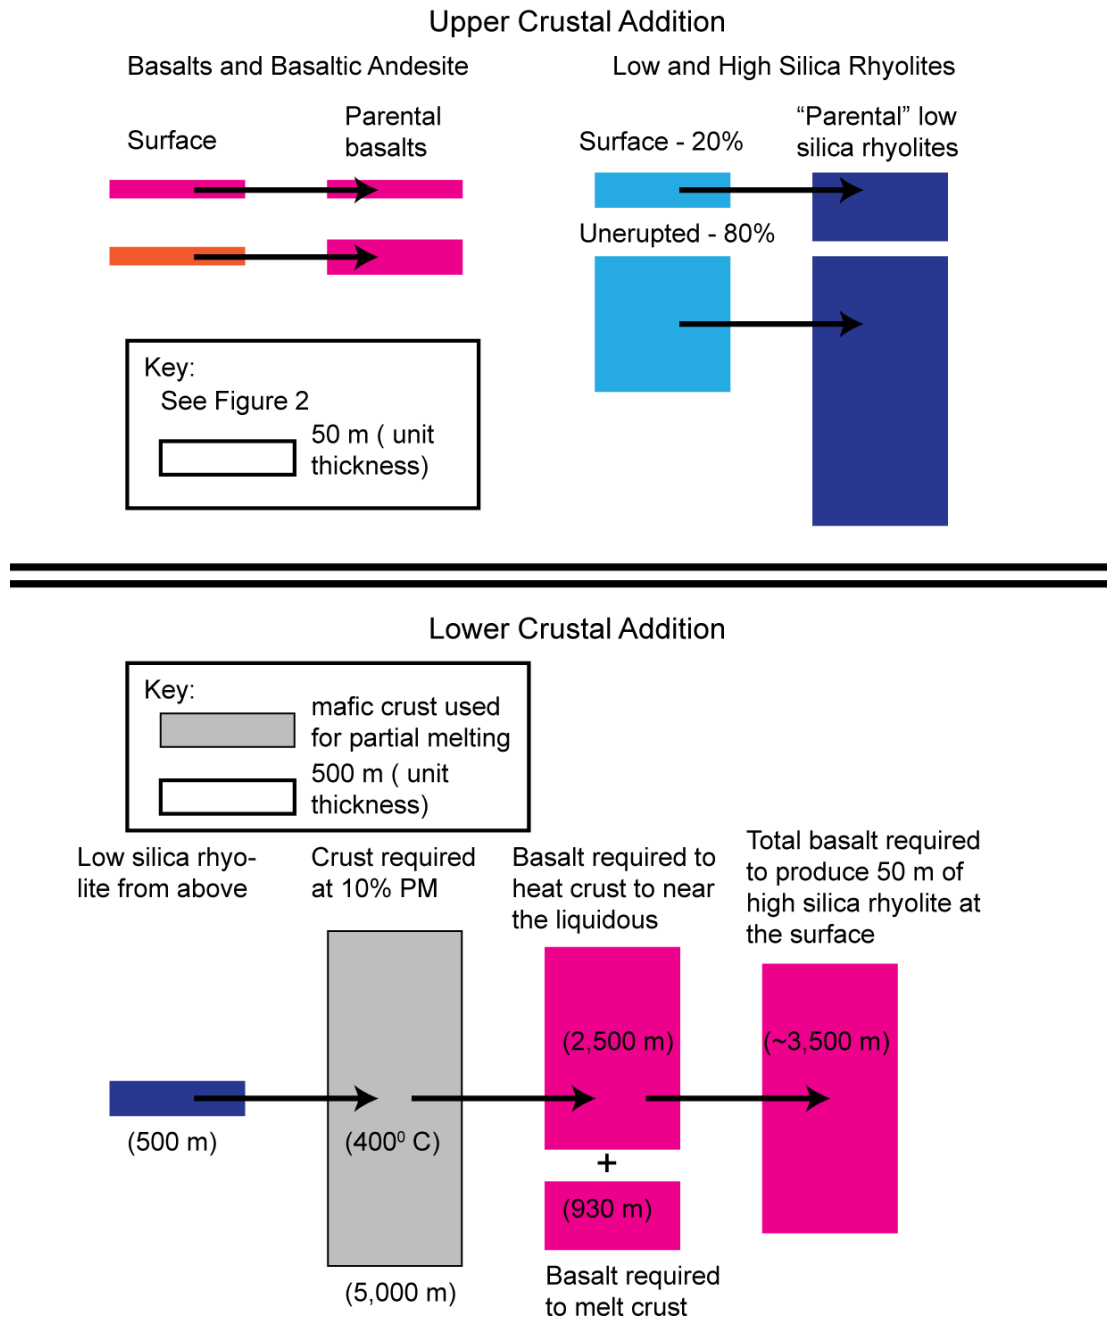 Upper Crustal Addition
Basalts and Basaltic Andesite
Low and High Silica Rhyolites
Surface
Parental
basalts
Surface - 20%
“Parental” low
silica rhyolites
Unerupted - 80%
Key:
See Figure 2
50 m ( unit
thickness)
Lower Crustal Addition
Key:
mafic crust used
for partial melting
500 m ( unit
thickness)
Low silica rhyo-
lite from above
Crust required
at 10% PM
Basalt required to
heat crust to near
the liquidous
Total basalt required
to produce 50 m of
high silica rhyolite at
the surface
(500 m)
(400⁰ C)
(5,000 m)
(2,500 m)
+
(930 m)
Basalt required
to melt crust
(~3,500 m)